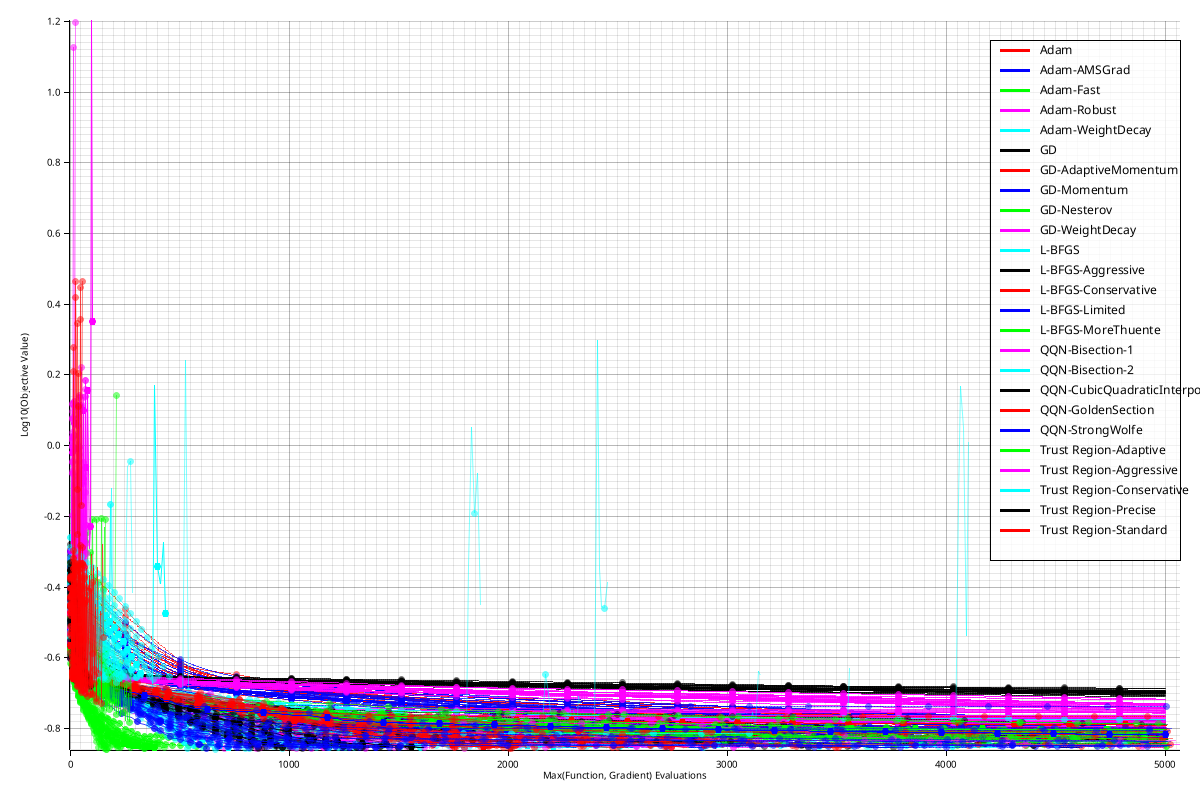 1.2
1.0
0.8
0.6
0.4
0.2
0.0
-0.2
-0.4
-0.6
-0.8
Log10(Objective Value)
0
1000
2000
3000
4000
5000
Max(Function, Gradient) Evaluations
Adam
Adam-AMSGrad
Adam-Fast
Adam-Robust
Adam-WeightDecay
GD
GD-AdaptiveMomentum
GD-Momentum
GD-Nesterov
GD-WeightDecay
L-BFGS
L-BFGS-Aggressive
L-BFGS-Conservative
L-BFGS-Limited
L-BFGS-MoreThuente
QQN-Bisection-1
QQN-Bisection-2
QQN-CubicQuadraticInterpo
QQN-GoldenSection
QQN-StrongWolfe
Trust Region-Adaptive
Trust Region-Aggressive
Trust Region-Conservative
Trust Region-Precise
Trust Region-Standard